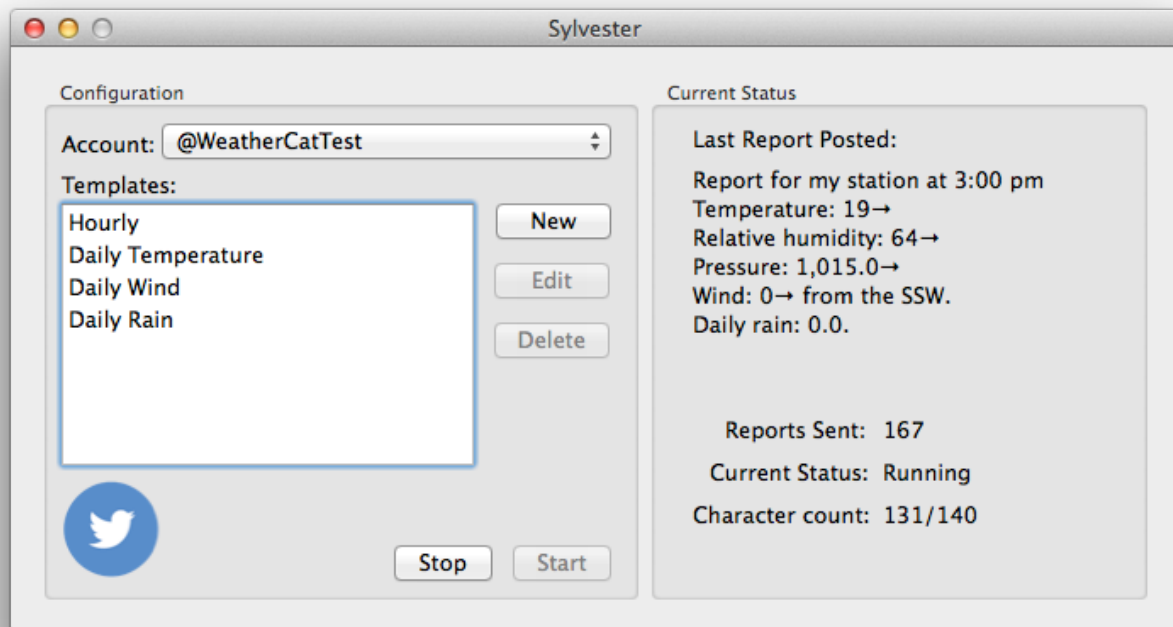 Sylvester
Configuration
Account: @WeatherCatTest
Templates:
Hourly
Daily Temperature
Daily Wind
Daily Rain
New
Edit
Delete
Stop
Start
Current Status
Last Report Posted:
Report for my station at 3:00 pm
Temperature: 19→
Relative humidity: 64→
Pressure: 1,015.0→
Wind: 0→ from the SSW.
Daily rain: 0.0.
Reports Sent: 167
Current Status: Running
Character count: 131/140